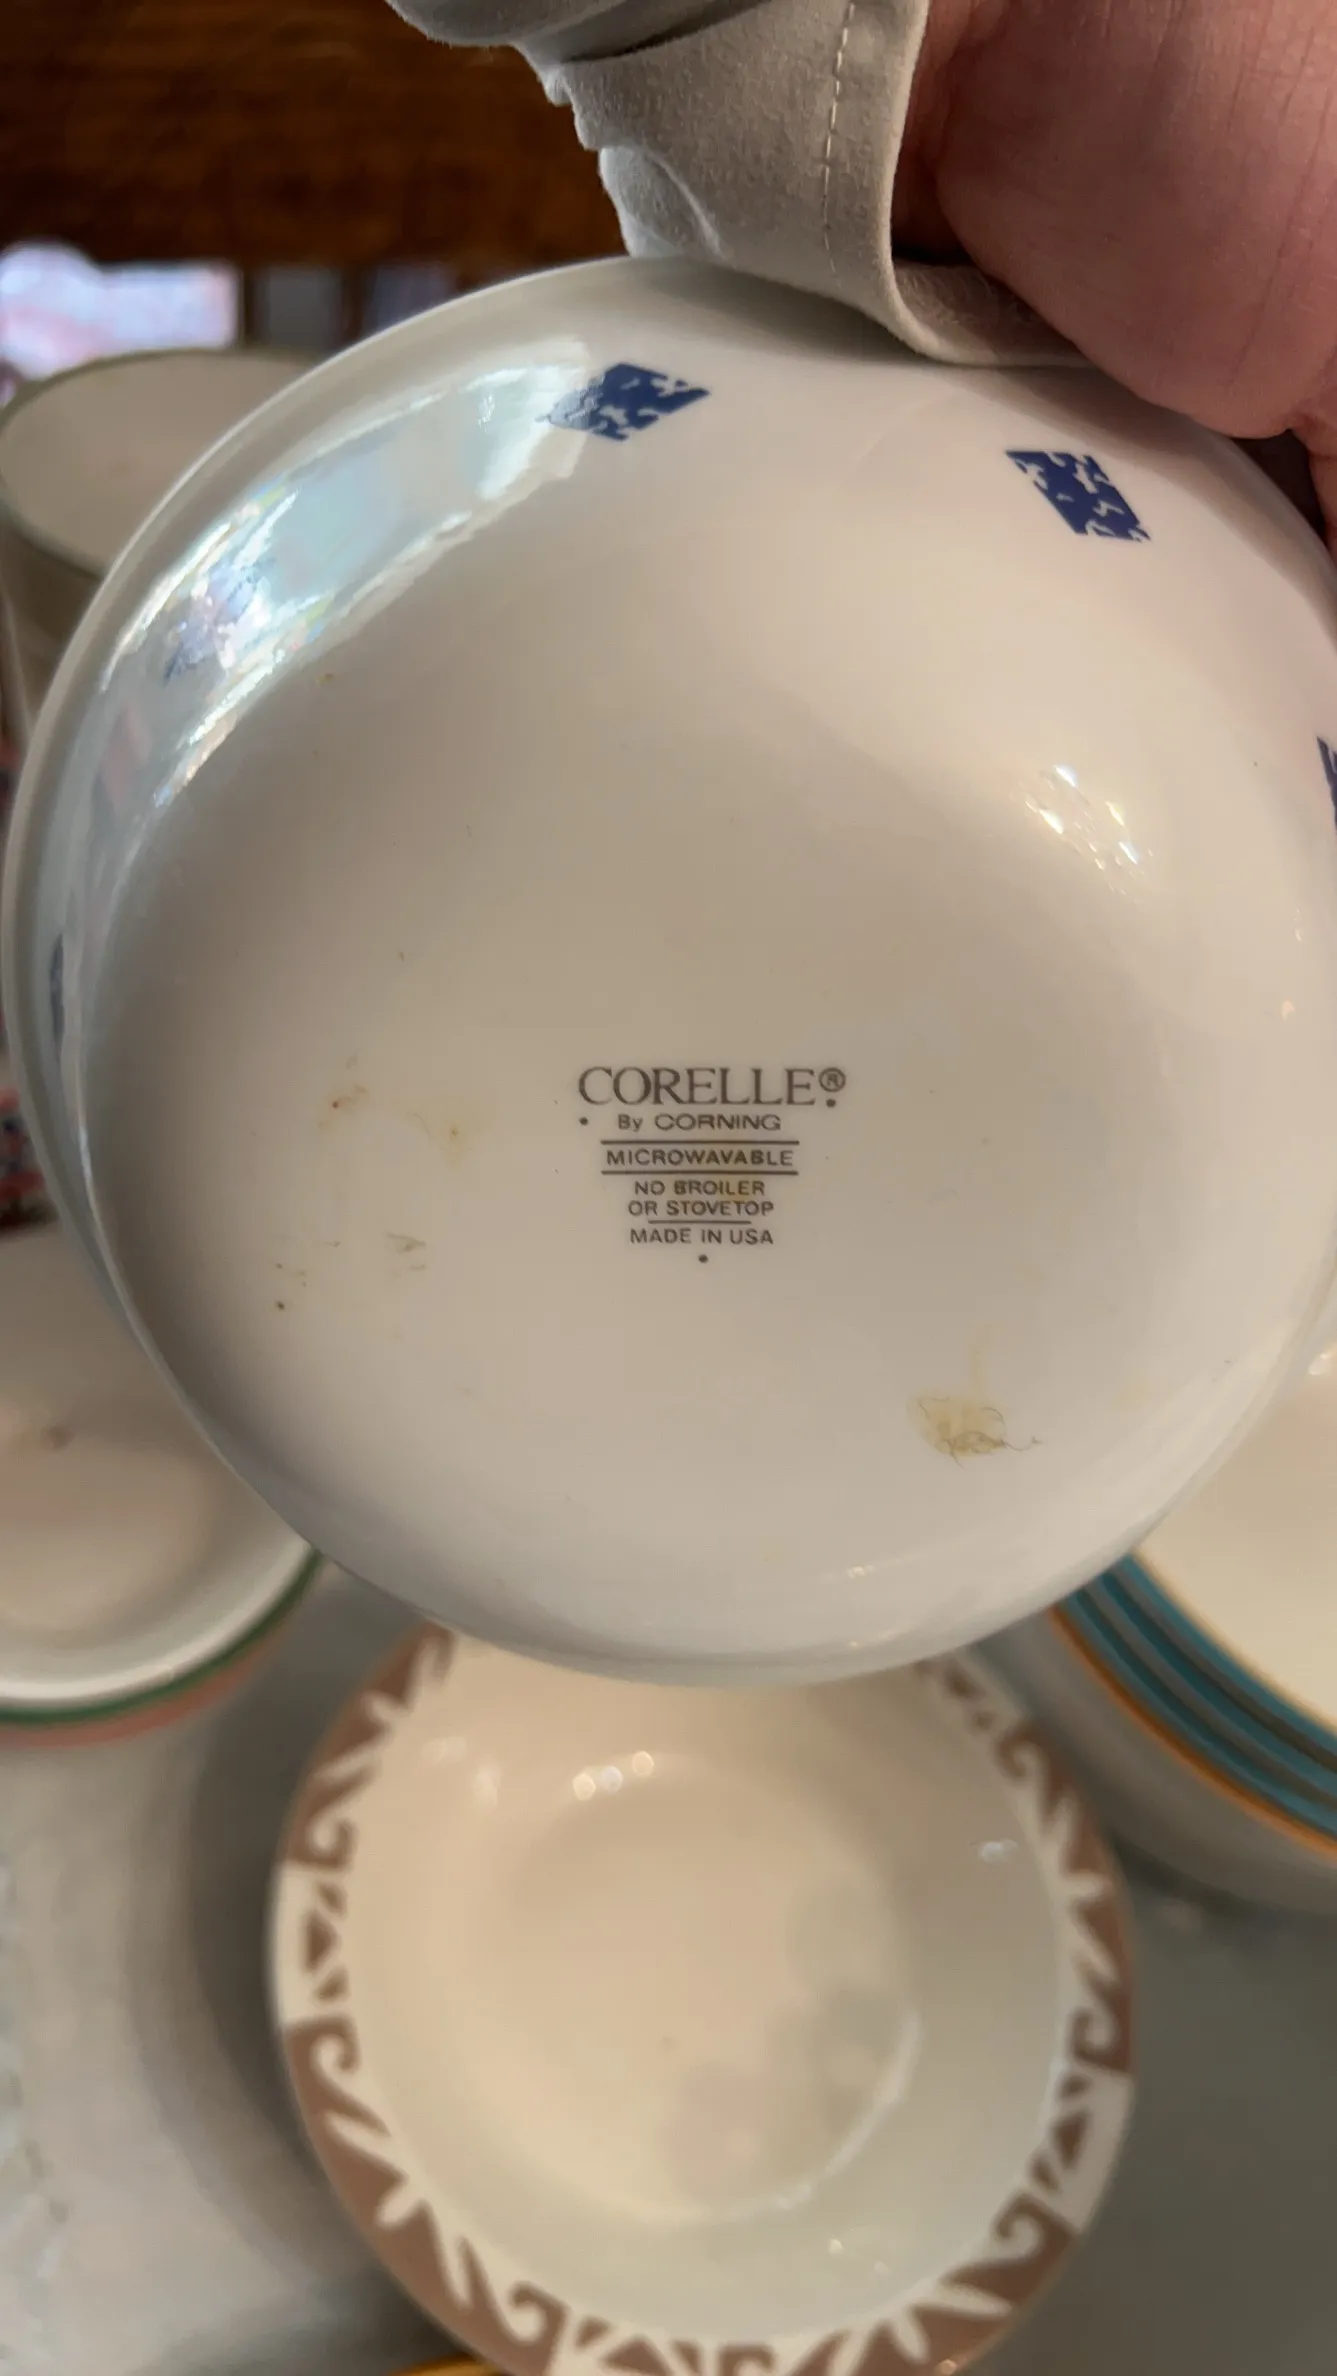 CORELLE®
By CORNING
MICROWAVABLE
NO BROILER
OR STOVETOP
MADE IN USA